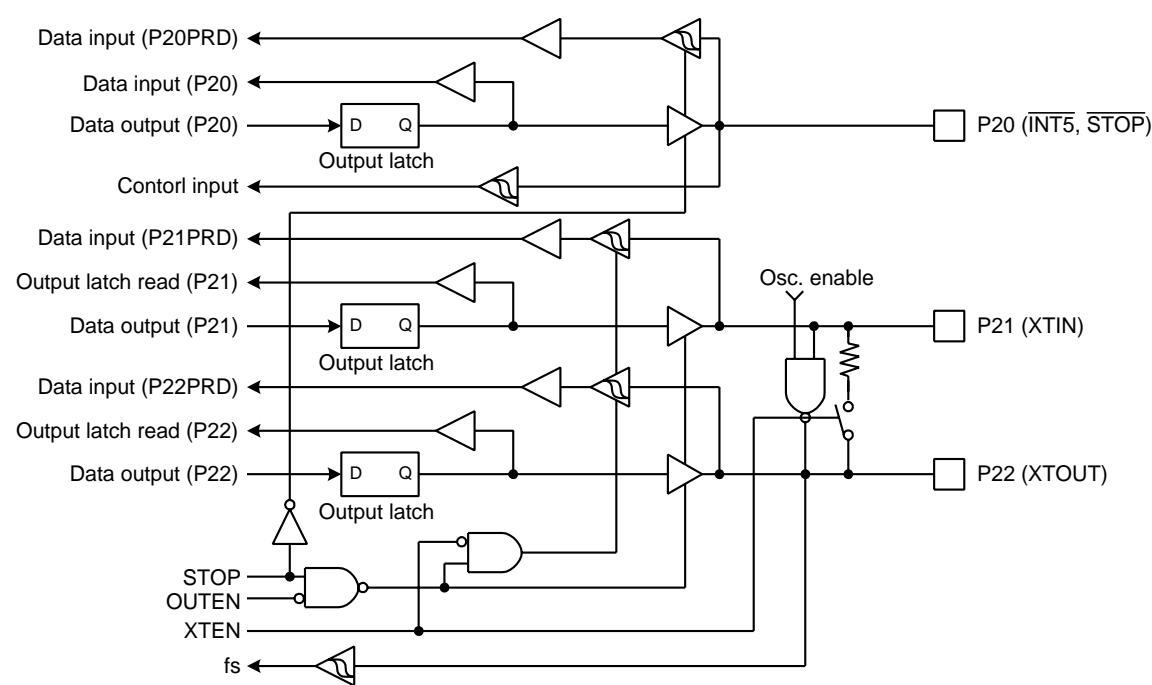 Data input (P20PRD)
Data input (P20)
Data output (P20)
D Q
Output latch
P20 (INT5, STOP)
Contorl input
Data input (P21PRD)
Output latch read (P21)
Osc. enable
Data output (P21)
D Q
Output latch
P21 (XTIN)
Data input (P22PRD)
Output latch read (P22)
Data output (P22)
D Q
Output latch
P22 (XTOUT)
STOP
OUTEN
XTEN
fs